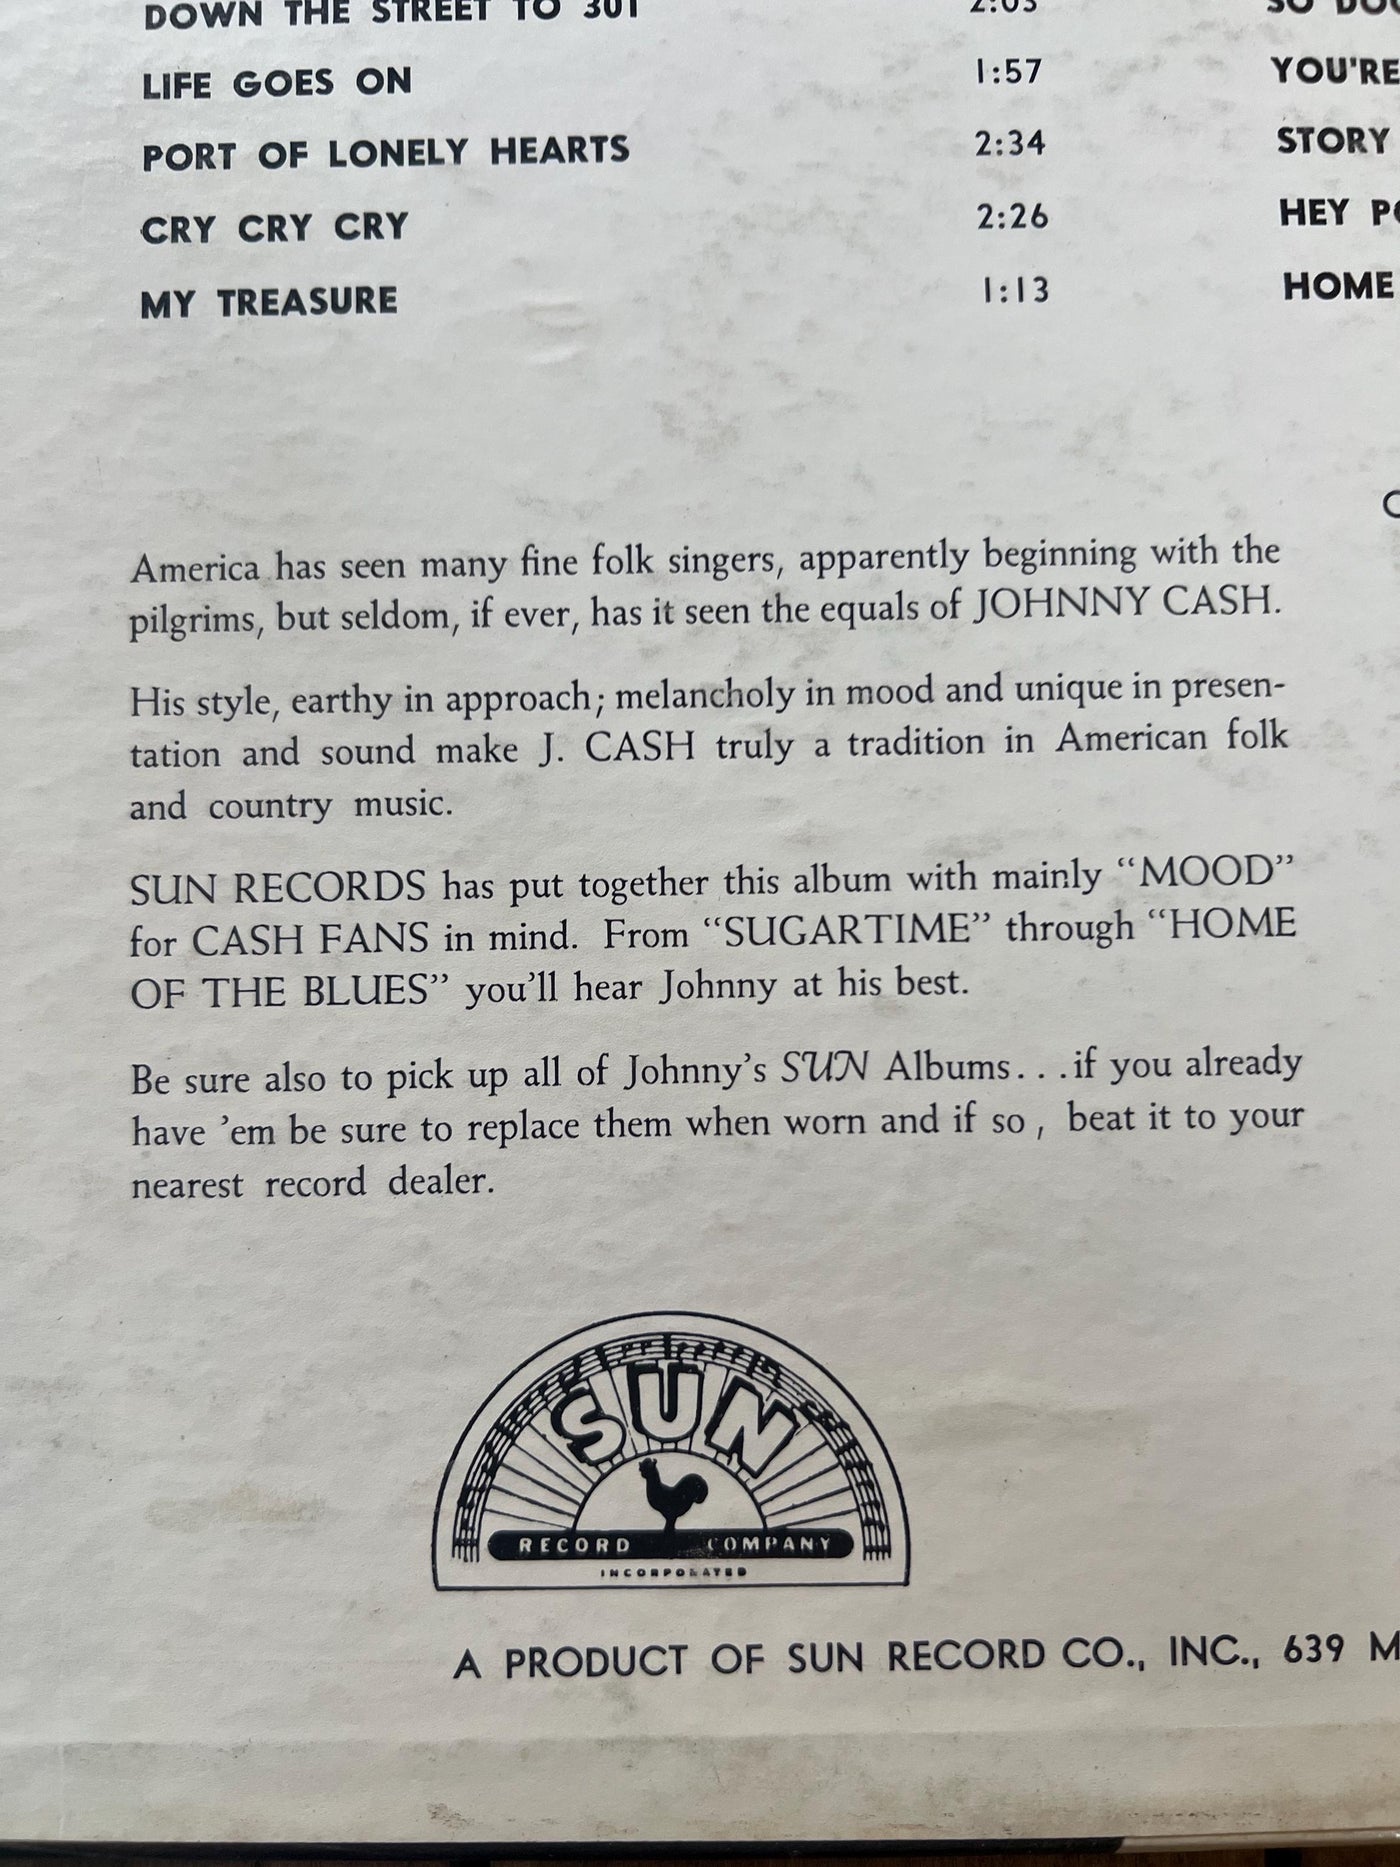 DOWN THE STREET TO 301 2:03 SO
LIFE GOES ON 1:57 YOU'RE
PORT OF LONELY HEARTS 2:34 STORY
CRY CRY CRY 2:26 HEY
MY TREASURE 1:13 HOME
America has seen many fine folk singers, apparently beginning with the
pilgrims, but seldom, if ever, has it seen the equals of JOHNNY CASH.
His style, earthy in approach; melancholy in mood and unique in presen-
tation and sound make J. CASH truly a tradition in American folk
and country music.
SUN RECORDS has put together this album with mainly “MOOD”
for CASH FANS in mind. From “SUGARTIME” through “HOME
OF THE BLUES” you’ll hear Johnny at his best.
Be sure also to pick up all of Johnny’s SUN Albums...if you already
have ’em be sure to replace them when worn and if so, beat it to your
nearest record dealer.
SUN
RECORD COMPANY
INCORPORATED
A PRODUCT OF SUN RECORD CO., INC., 639